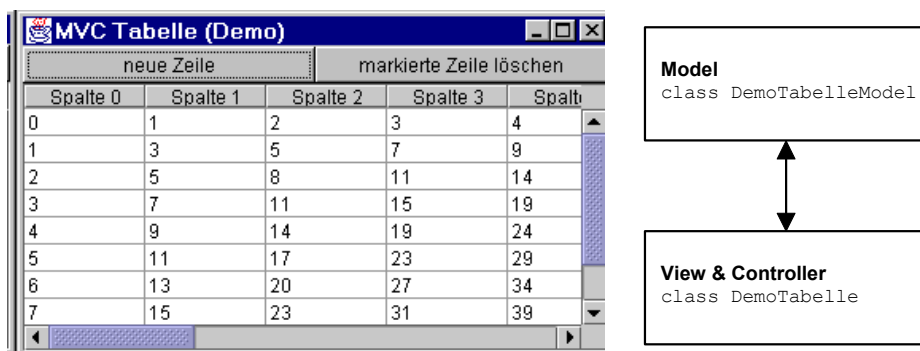 MVC Tabelle (Demo)
neue Zeile markierte Zeile löschen
Spalte 0 Spalte 1 Spalte 2 Spalte 3 Spalt
0 1 2 3 4
1 3 5 7 9
2 5 8 11 14
3 7 11 15 19
4 9 14 19 24
5 11 17 23 29
6 13 20 27 34
7 15 23 31 39
Model
class DemoTabelleModel
View & Controller
class DemoTabelle